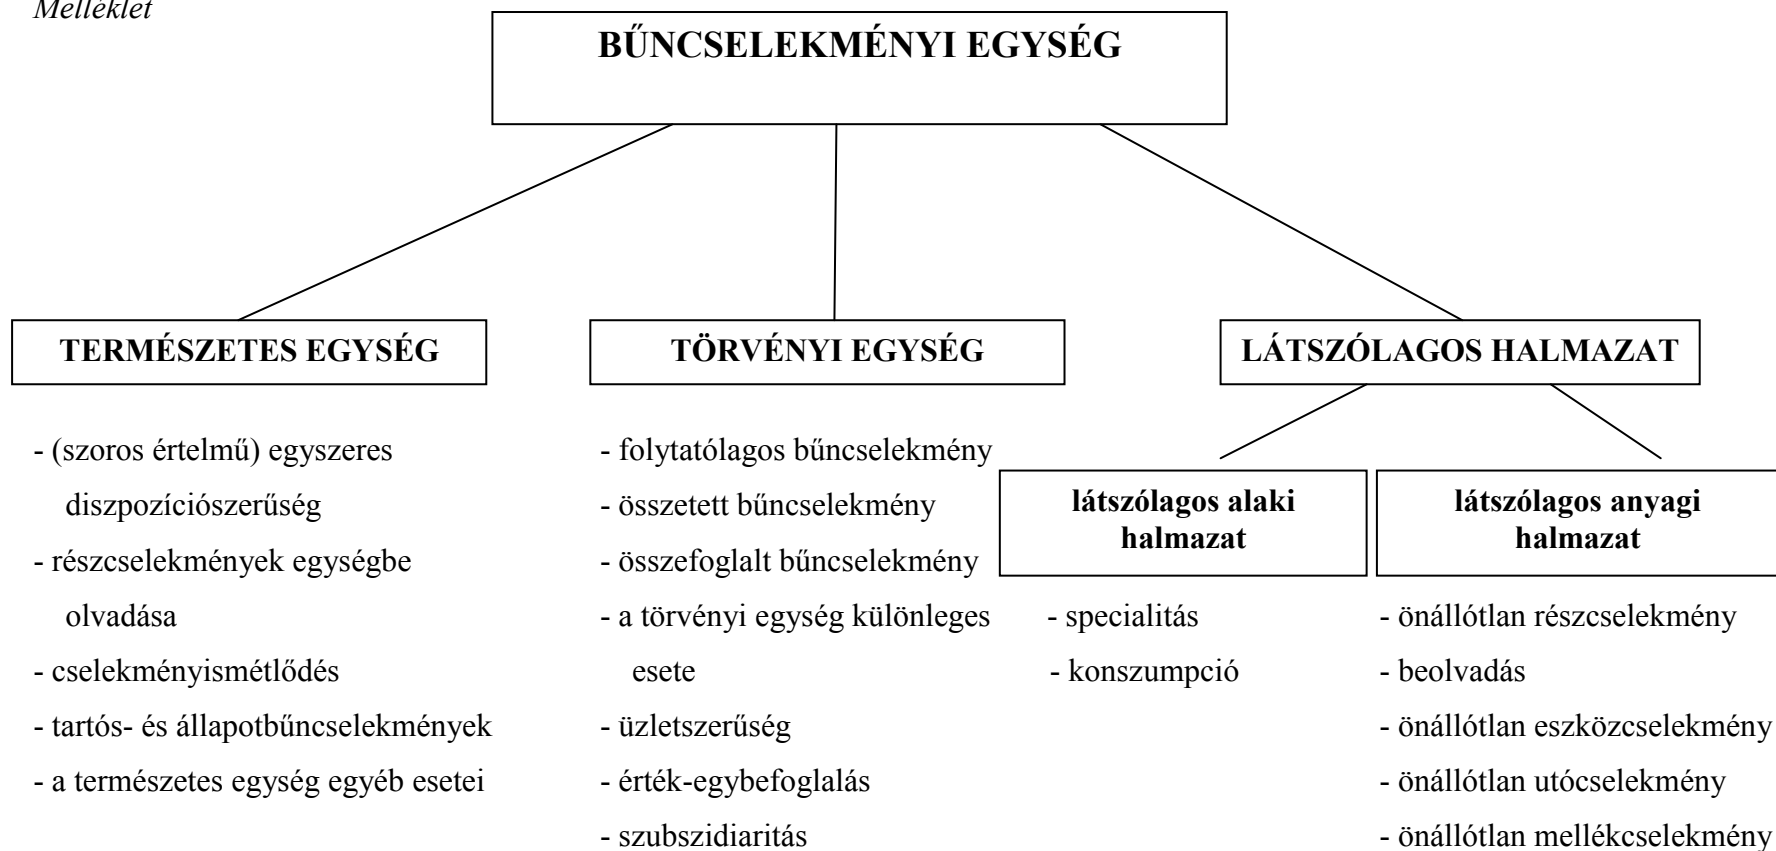 Melléklet
BŰNCSELEKMÉNYI EGYSÉG
TERMÉSZETES EGYSÉG
- (szoros értelmű) egyszeres
diszpozíciószerűség
- részcselekmények egységbe
olvadása
- cselekményismétlődés
- tartós- és állapotbűncselekmények
- a természetes egység egyéb esetei
TÖRVÉNYI EGYSÉG
- folytatólagos bűncselekmény
- összetett bűncselekmény
- összefoglalt bűncselekmény
- a törvényi egység különleges
esete
- üzletszerűség
- érték-egybefoglalás
- szubszidiaritás
LÁTSZÓLAGOS HALMAZAT
látszólagos alaki
halmazat
- specialitás
- konszumpció
látszólagos anyagi
halmazat
- önállótlan részcselekmény
- beolvadás
- önállótlan eszközcselekmény
- önállótlan utócselekmény
- önállótlan mellékcselekmény